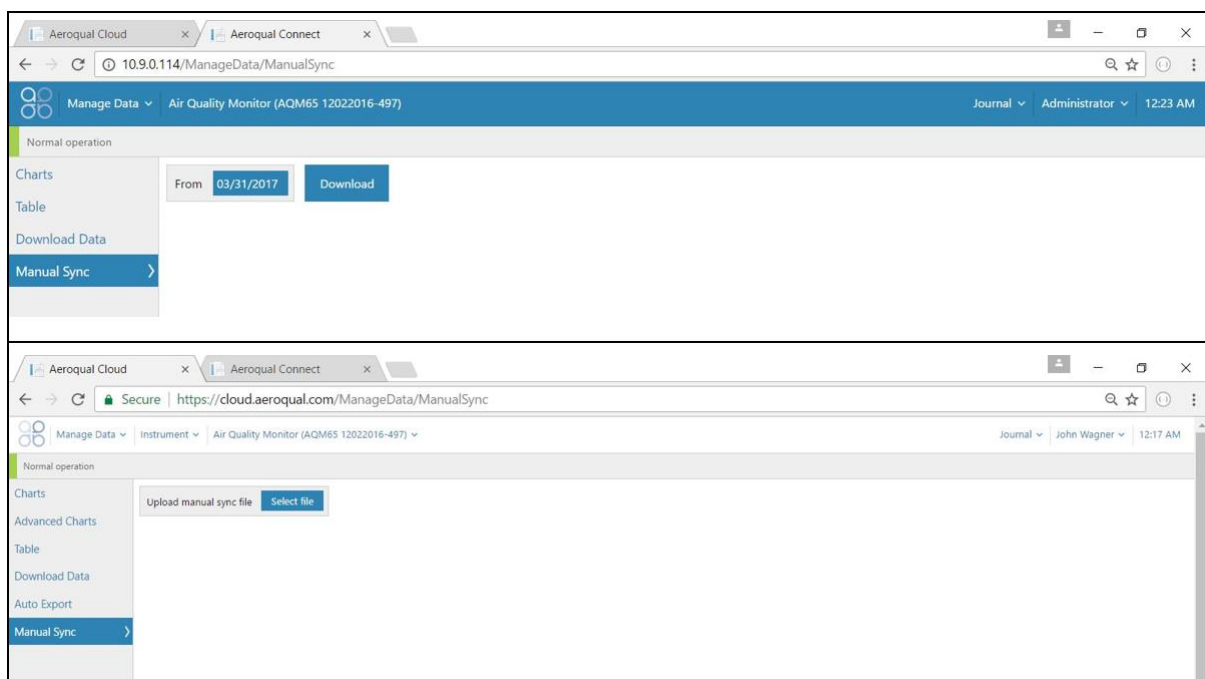 Aeroqual Cloud × Aeroqual Connect ×
10.9.0.114/ManageData/ManualSync
Manage Data Air Quality Monitor (AQM65 12022016-497) Journal Administrator 12:23 AM
Normal operation
Charts
From 03/31/2017 Download
Table
Download Data
Manual Sync
Aeroqual Cloud × Aeroqual Connect ×
Secure | https://cloud.aeroqual.com/ManageData/ManualSync
Manage Data Instrument Air Quality Monitor (AQM65 12022016-497) Journal John Wagner 12:17 AM
Normal operation
Charts
Upload manual sync file Select file
Advanced Charts
Table
Download Data
Auto Export
Manual Sync